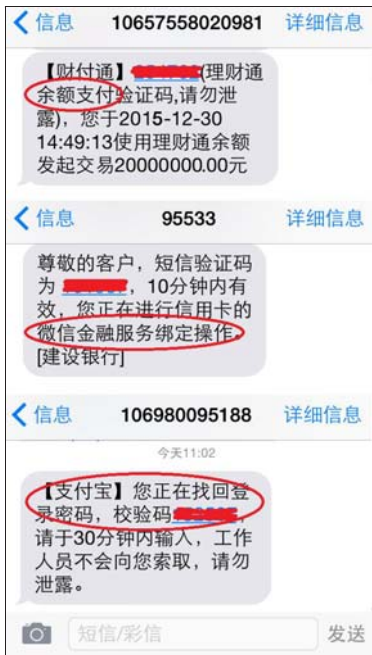 信息 10657558020981 详细信息
【财付通】 (理财通
余额支付验证码,请勿泄
露)，您于2015-12-30
14:49:13使用理财通余额
发起交易20000000.00元
信息 95533 详细信息
尊敬的客户，短信验证码
为 ，10分钟内有
效，您正在进行信用卡的
微信金融服务绑定操作。
[建设银行]
信息 106980095188 详细信息
今天11:02
【支付宝】您正在找回登
录密码，校验码 ，
请于30分钟内输入，工作
人员不会向您索取，请勿
泄露。
短信/彩信 发送